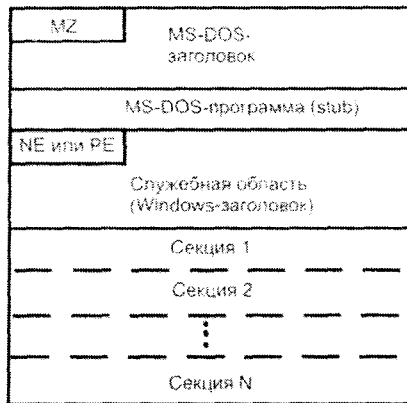 MZ
MS-DOS-
заголовок
MS-DOS-программа (stub)
NE или PE
Служебная область
(Windows-заголовок)
Секция 1
Секция 2
Секция N